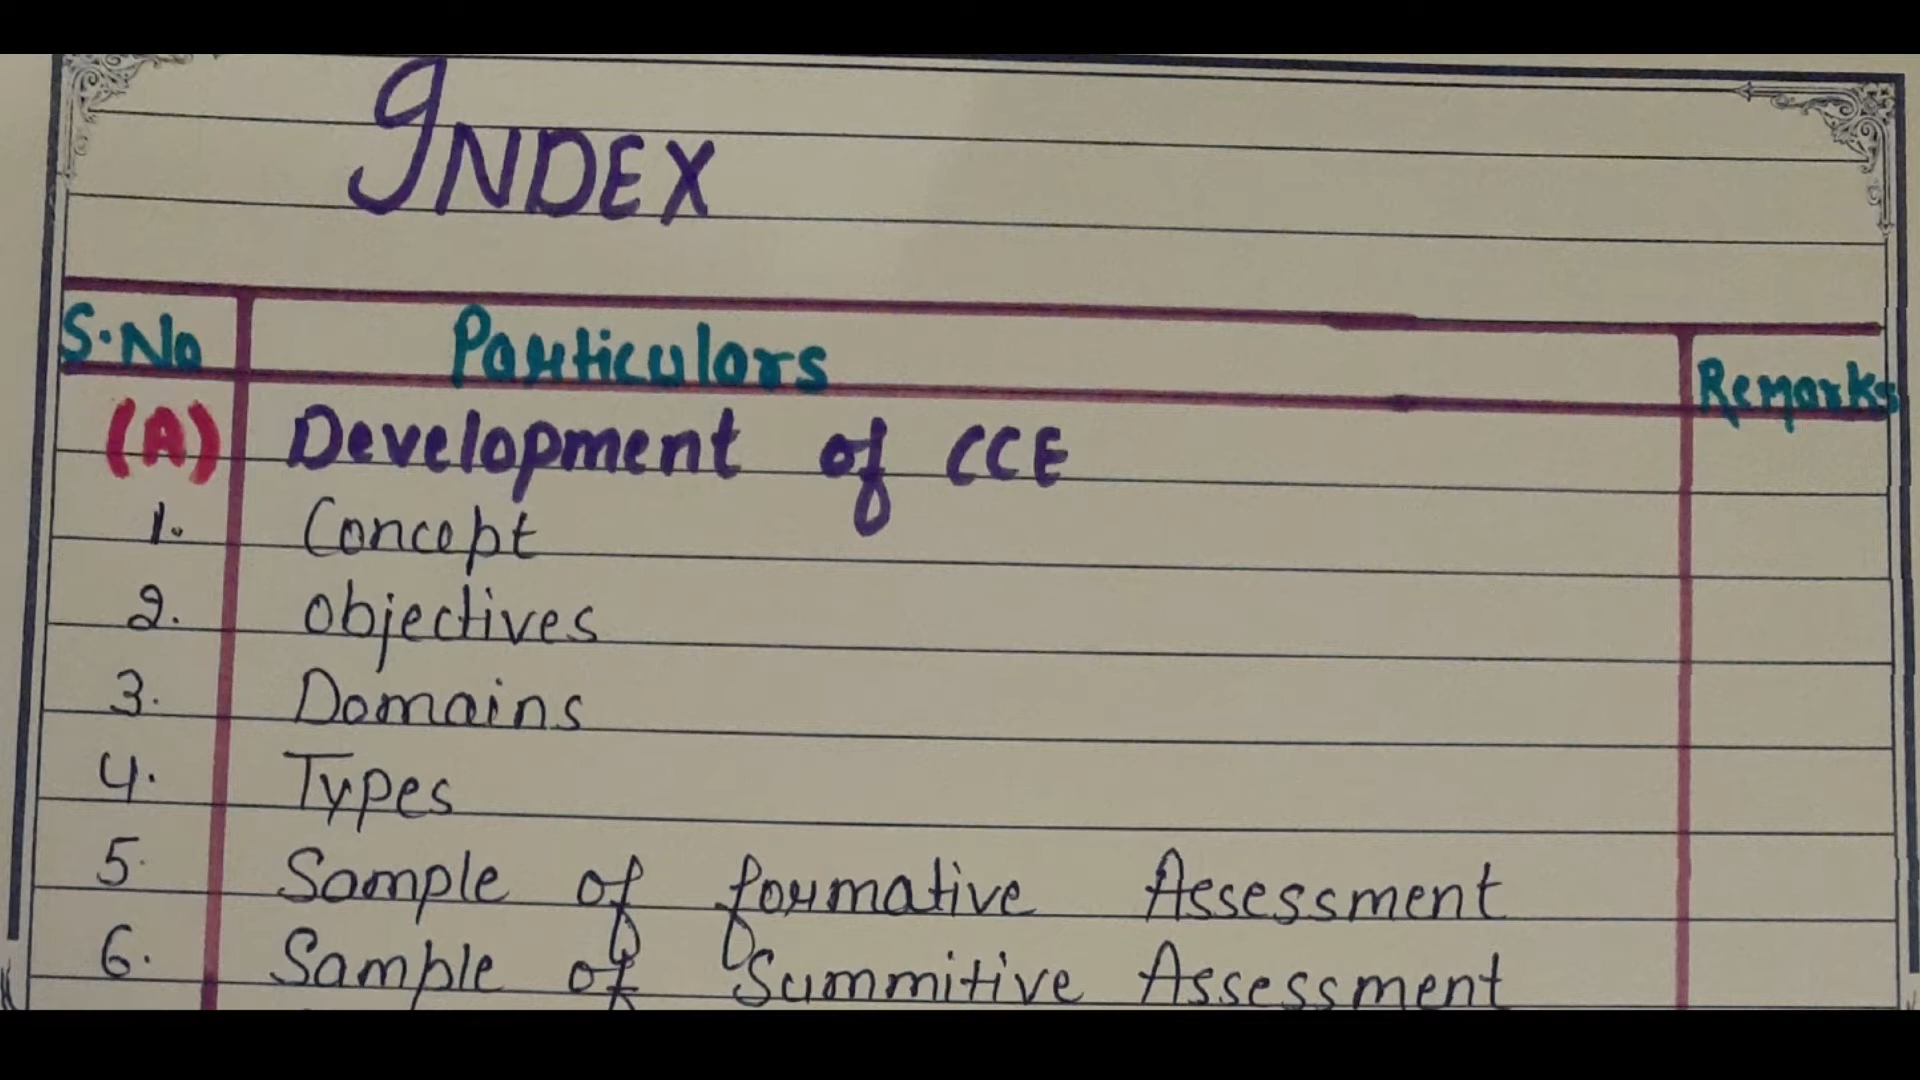 INDEX
S.No Particulars Remarks
(A) Development of CCE
1. Concept
2. Objectives
3. Domains
4. Types
5. Sample of formative Assessment
6. Sample of Summitive Assessment